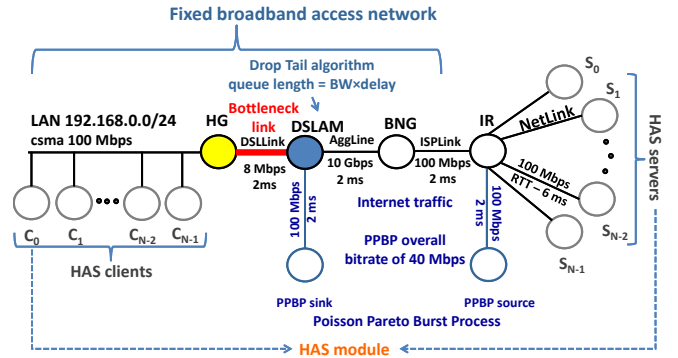 Fixed broadband access network
Drop Tail algorithm
queue length = BW×delay
LAN 192.168.0.0/24
csma 100 Mbps
HG
Bottleneck
link
DSLLink
8 Mbps
2ms
DSLAM
AggLine
10 Gbps
2 ms
BNG
ISPLink
100 Mbps
2 ms
IR
S0
S1
NetLink
100 Mbps
RTT – 6 ms
SN-2
SN-1
HAS servers
C0
C1
CN-2
CN-1
HAS clients
100 Mbps
2 ms
Internet traffic
PPBP overall
bitrate of 40 Mbps
100 Mbps
2 ms
PPBP sink
PPBP source
Poisson Pareto Burst Process
HAS module